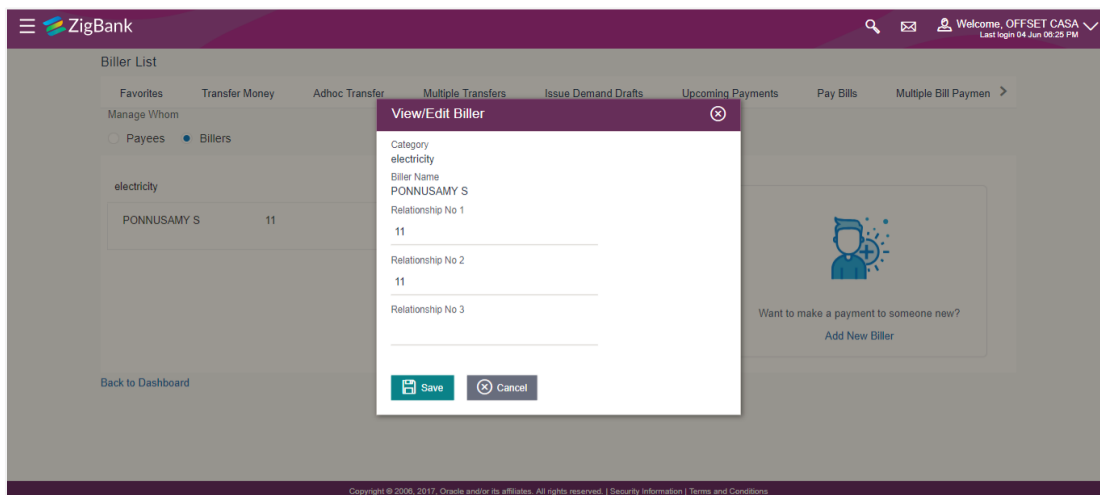 ZigBank
Welcome, OFFSET CASA
Last login 04 Jun 06:25 PM
Biller List
Favorites Transfer Money Adhoc Transfer Multiple Transfers Issue Demand Drafts Upcoming Payments Pay Bills Multiple Bill Paymen
Manage Whom
Payees Billers
electricity
PONNUSAMY S 11
View/Edit Biller
Category
electricity
Biller Name
PONNUSAMY S
Relationship No 1
11
Relationship No 2
11
Relationship No 3
Save Cancel
Want to make a payment to someone new?
Add New Biller
Back to Dashboard
Copyright © 2006, 2017, Oracle and/or its affiliates. All rights reserved. | Security Information | Terms and Conditions